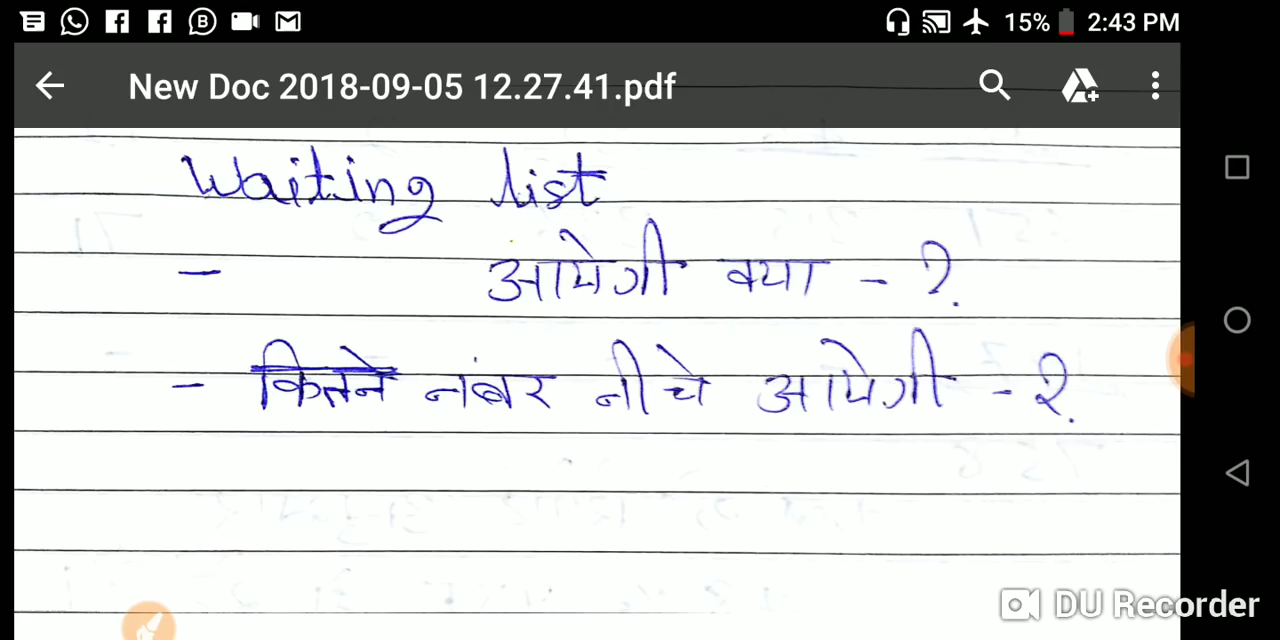 15% 2:43 PM
New Doc 2018-09-05 12.27.41.pdf
Waiting list
- आयेगी क्या - ?
- कितने नंबर नीचे आयेगी - ?
DU Recorder